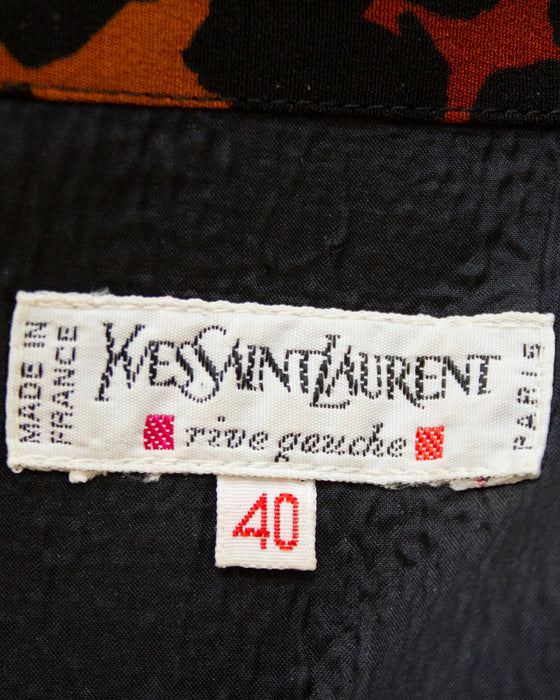 MADE IN
FRANCE
YVESSAINTLAURENT
rive gauche
PARIS
40